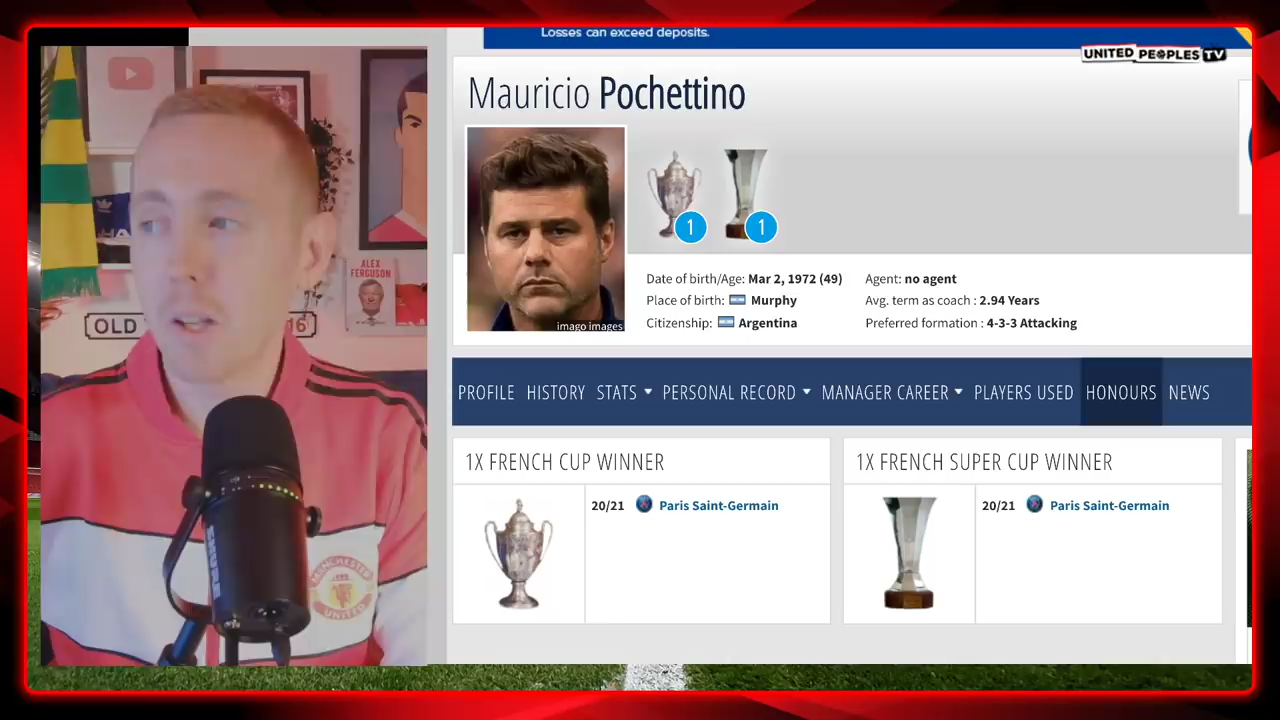 Losses can exceed deposits.
UNITED PEOPLES TV
Mauricio Pochettino
1
1
imago images
Date of birth/Age: Mar 2, 1972 (49)
Place of birth: Murphy
Citizenship: Argentina
Agent: no agent
Avg. term as coach : 2.94 Years
Preferred formation : 4-3-3 Attacking
PROFILE HISTORY STATS PERSONAL RECORD MANAGER CAREER PLAYERS USED HONOURS NEWS
1X FRENCH CUP WINNER
20/21 Paris Saint-Germain
1X FRENCH SUPER CUP WINNER
20/21 Paris Saint-Germain
ALEX
FERGUSON
OLD
16
SHURE
MANCHESTER
UNITED